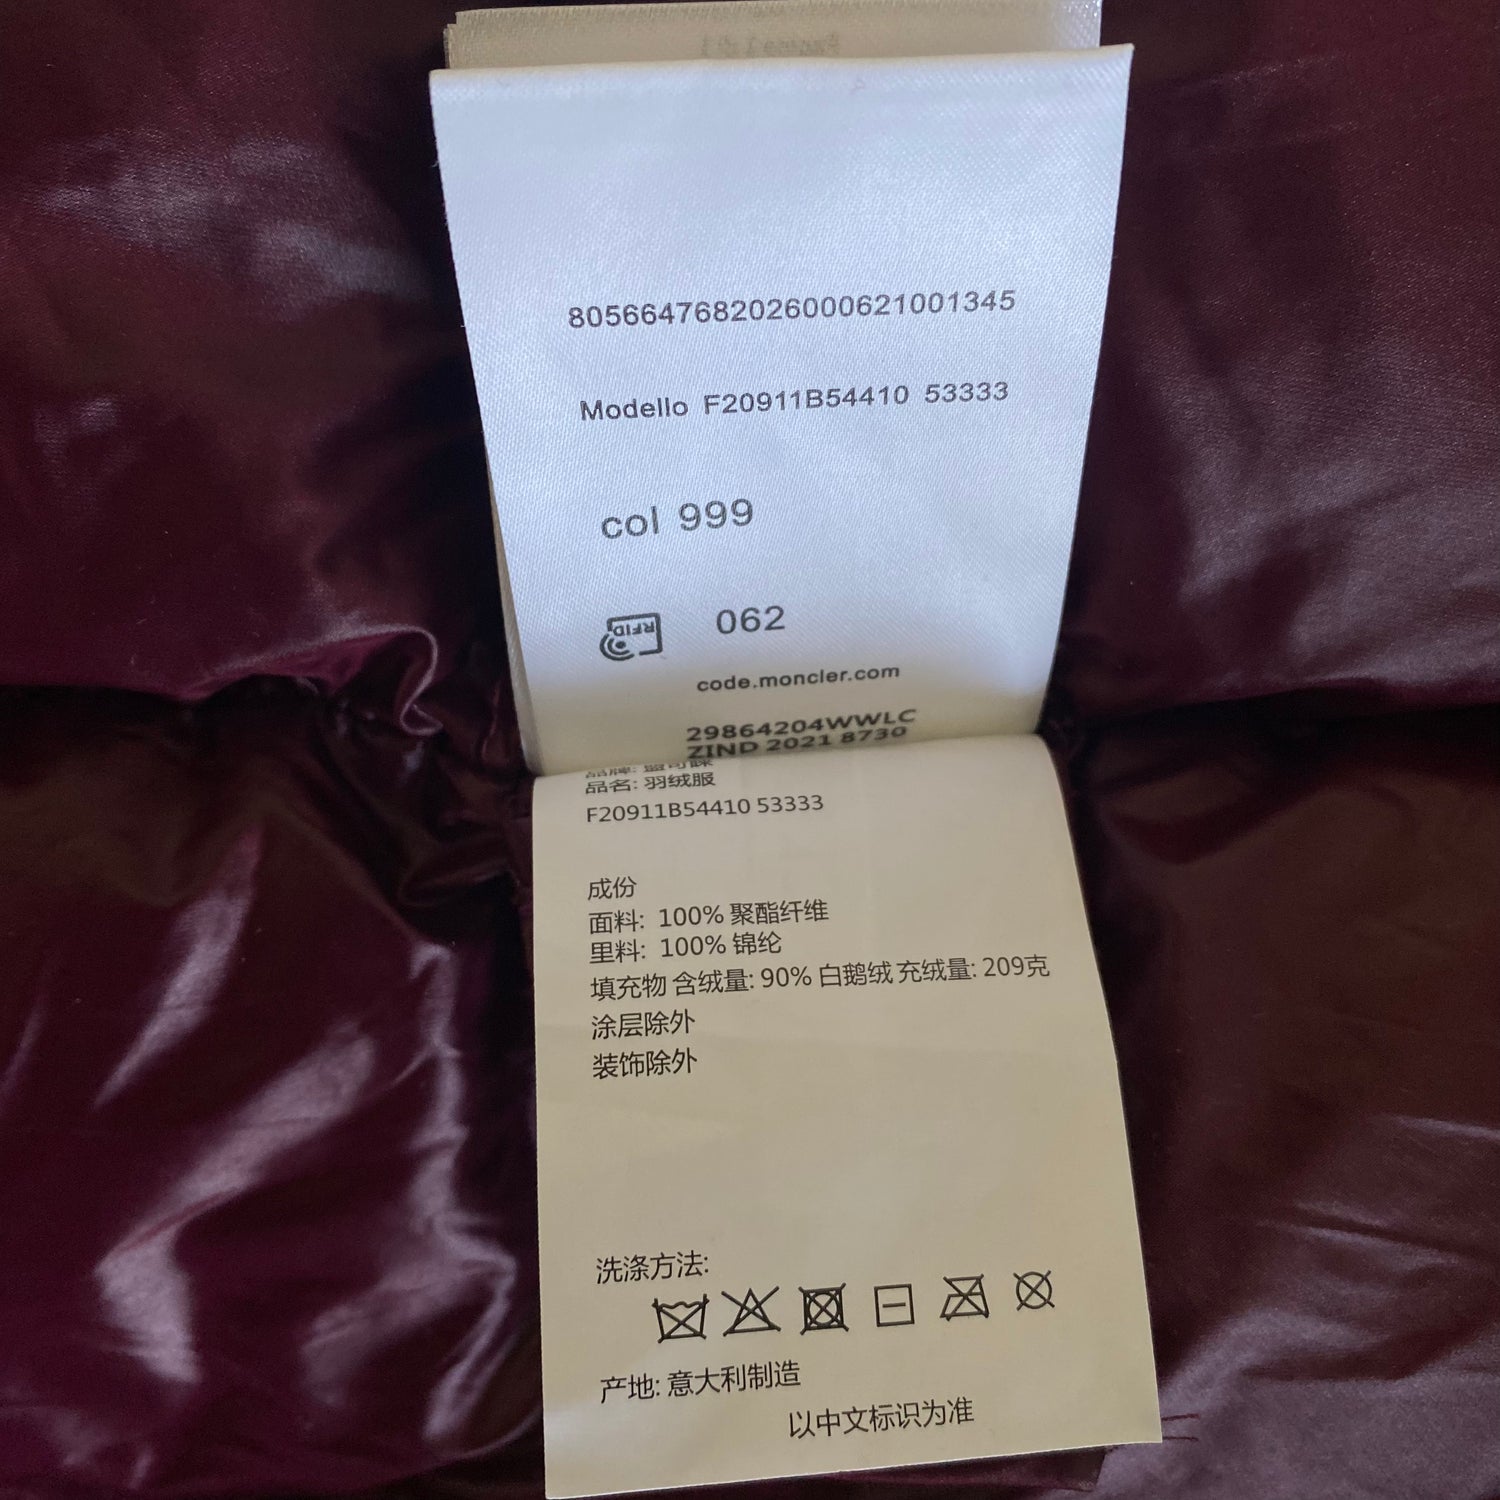 8056647682026000621001345
Modello F20911B54410 53333
col 999
RFID
062
code.moncler.com
29864204WWLC
ZIND 2021 8730
品牌:
品名: 羽绒服
F20911B54410 53333
成份
面料: 100% 聚酯纤维
里料: 100% 锦纶
填充物 含绒量: 90% 白鹅绒 充绒量: 209克
涂层除外
装饰除外
洗涤方法:
产地: 意大利制造
以中文标识为准